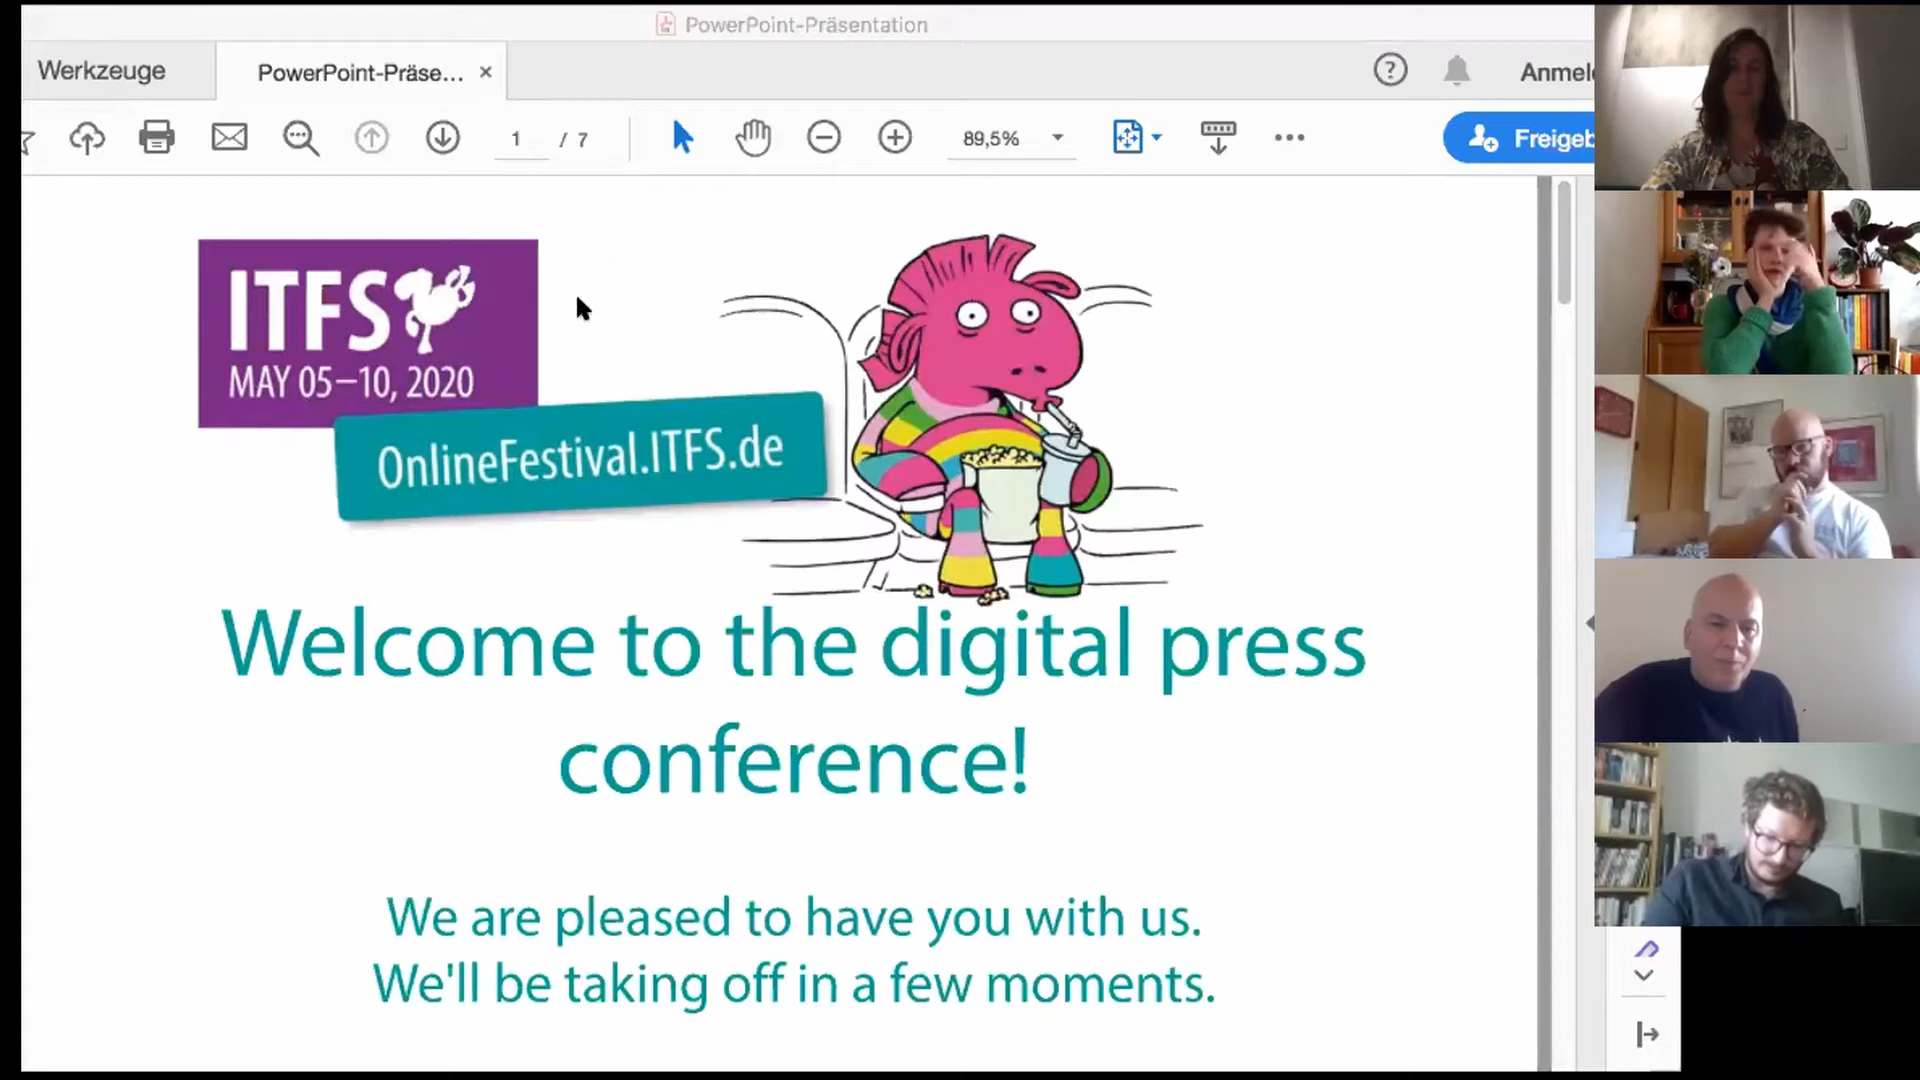 PowerPoint-Präsentation
Werkzeuge
PowerPoint-Präse...
Anmel
1 / 7
89,5%
Freigeb
ITFS
MAY 05–10, 2020
OnlineFestival.ITFS.de
Welcome to the digital press
conference!
We are pleased to have you with us.
We'll be taking off in a few moments.